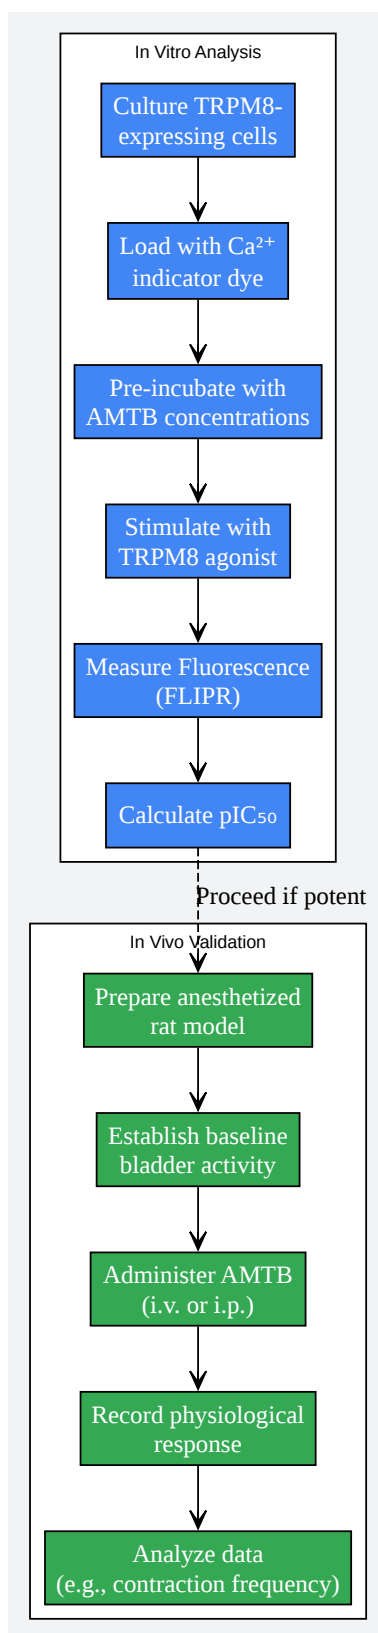 In Vitro Analysis
Culture TRPM8-
expressing cells
Load with Ca²⁺
indicator dye
Pre-incubate with
AMTB concentrations
Stimulate with
TRPM8 agonist
Measure Fluorescence
(FLIPR)
Calculate pIC₅₀
Proceed if potent
In Vivo Validation
Prepare anesthetized
rat model
Establish baseline
bladder activity
Administer AMTB
(i.v. or i.p.)
Record physiological
response
Analyze data
(e.g., contraction frequency)